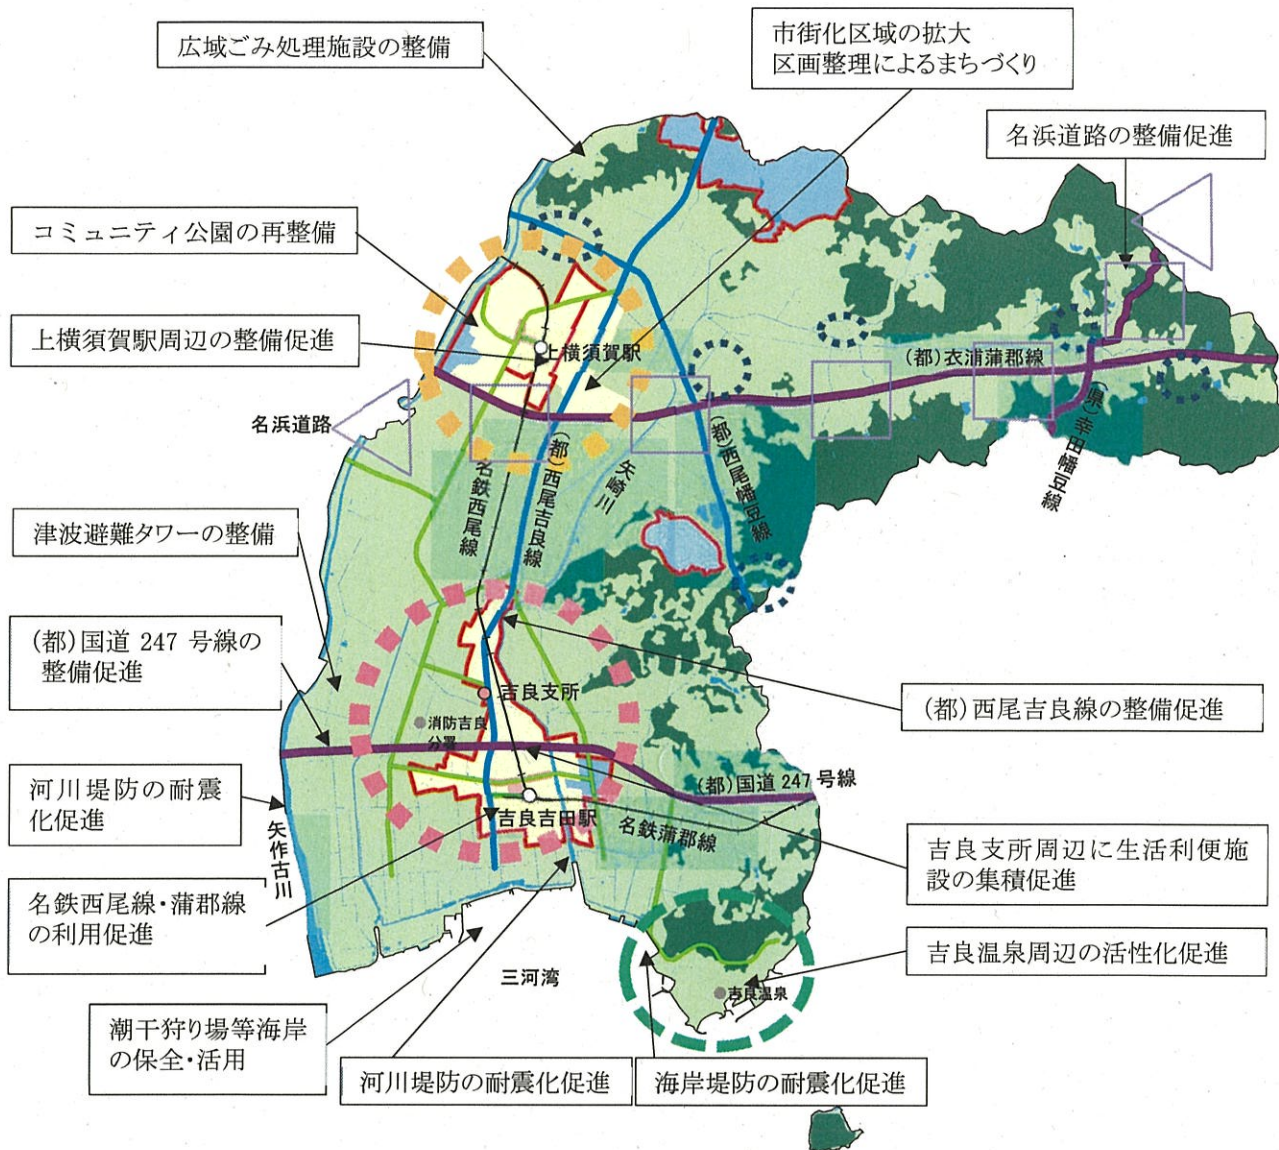 広域ごみ処理施設の整備
市街化区域の拡大
区画整理によるまちづくり
名浜道路の整備促進
コミュニティ公園の再整備
上横須賀駅周辺の整備促進
上横須賀駅
(都)衣浦蒲郡線
(県)幸田幡豆線
名浜道路
名鉄西尾線
(都)西尾吉良線
矢崎川
(都)西尾幡豆線
津波避難タワーの整備
(都)国道 247 号線の
整備促進
吉良支所
消防吉良
分署
(都)西尾吉良線の整備促進
河川堤防の耐震
化促進
(都)国道 247 号線
矢作古川
吉良吉田駅
名鉄蒲郡線
吉良支所周辺に生活利便施
設の集積促進
名鉄西尾線・蒲郡線
の利用促進
吉良温泉周辺の活性化促進
三河湾
吉良温泉
潮干狩り場等海岸
の保全・活用
河川堤防の耐震化促進
海岸堤防の耐震化促進